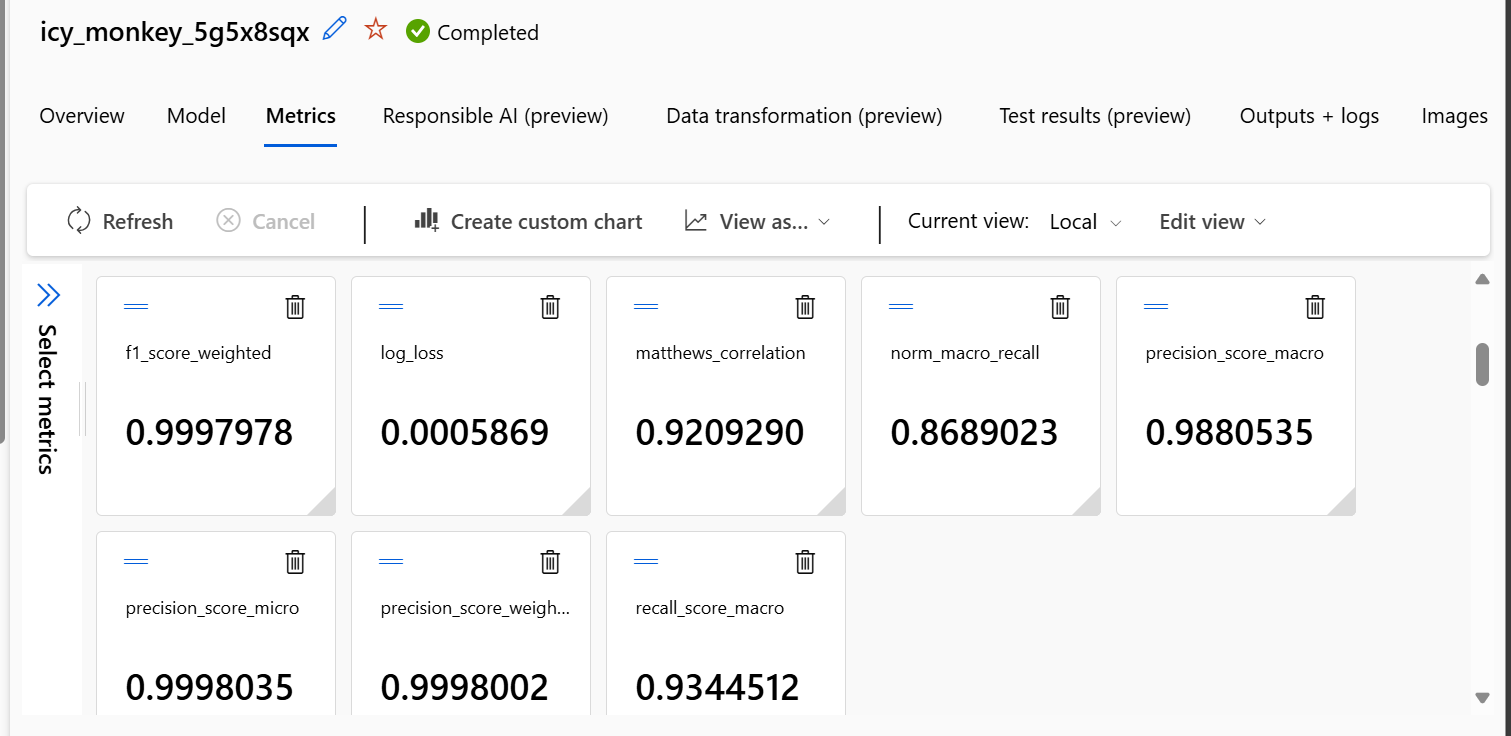 icy_monkey_5g5x8sqx Completed
Overview Model Metrics Responsible AI (preview) Data transformation (preview) Test results (preview) Outputs + logs Images
Refresh Cancel Create custom chart View as... Current view: Local Edit view
Select metrics
f1_score_weighted log_loss matthews_correlation norm_macro_recall precision_score_macro
0.9997978 0.0005869 0.9209290 0.8689023 0.9880535
precision_score_micro precision_score_weigh... recall_score_macro
0.9998035 0.9998002 0.9344512